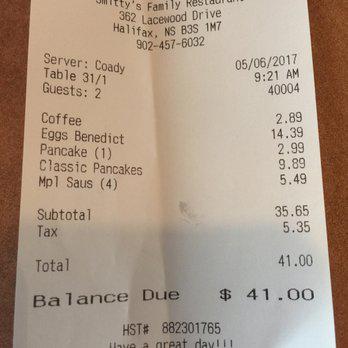 Smitty's Family Restaurant
362 Lacewood Drive
Halifax, NS B3S 1M7
902-457-6032
Server: Coady 05/06/2017
Table 31/1 9:21 AM
Guests: 2 40004
Coffee 2.89
Eggs Benedict 14.39
Pancake (1) 2.99
Classic Pancakes 9.89
Mpl Saus (4) 5.49
Subtotal 35.65
Tax 5.35
Total 41.00
Balance Due $ 41.00
HST# 882301765
Have a great day!!!